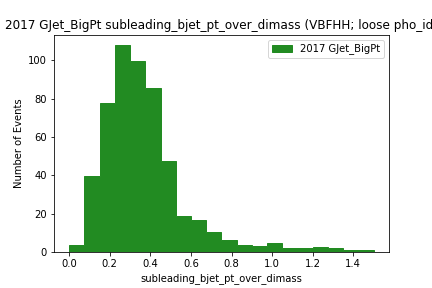 2017 GJet_BigPt subleading_bjet_pt_over_dimass (VBFHH; loose pho_id
2017 GJet_BigPt
Number of Events
100
80
60
40
20
0
0.0 0.2 0.4 0.6 0.8 1.0 1.2 1.4
subleading_bjet_pt_over_dimass